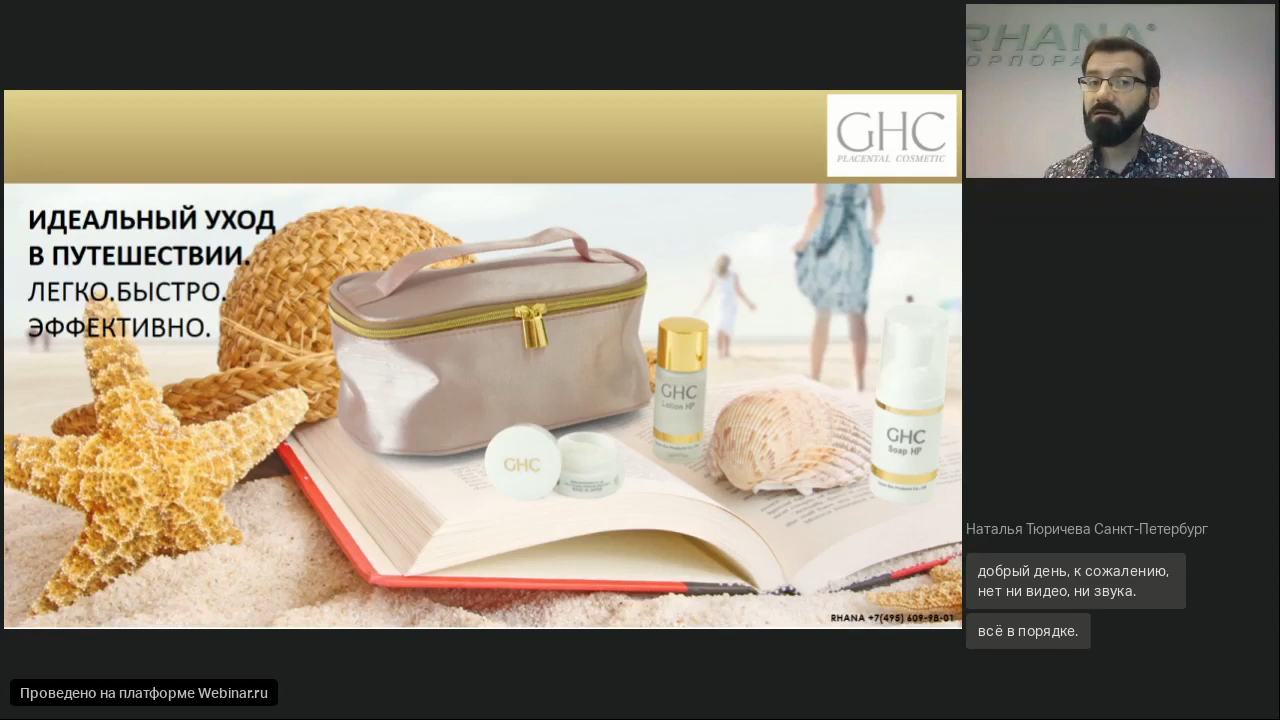 GHC
PLACENTAL COSMETIC
ИДЕАЛЬНЫЙ УХОД
В ПУТЕШЕСТВИИ.
ЛЕГКО.БЫСТРО.
ЭФФЕКТИВНО.
GHC
Lotion HP
GHC
GHC
Soap HP
RHANA +7(495) 609-98-01
RHANA®
ОРПОРА
Наталья Тюричева Санкт-Петербург
добрый день, к сожалению,
нет ни видео, ни звука.
всё в порядке.
Проведено на платформе Webinar.ru